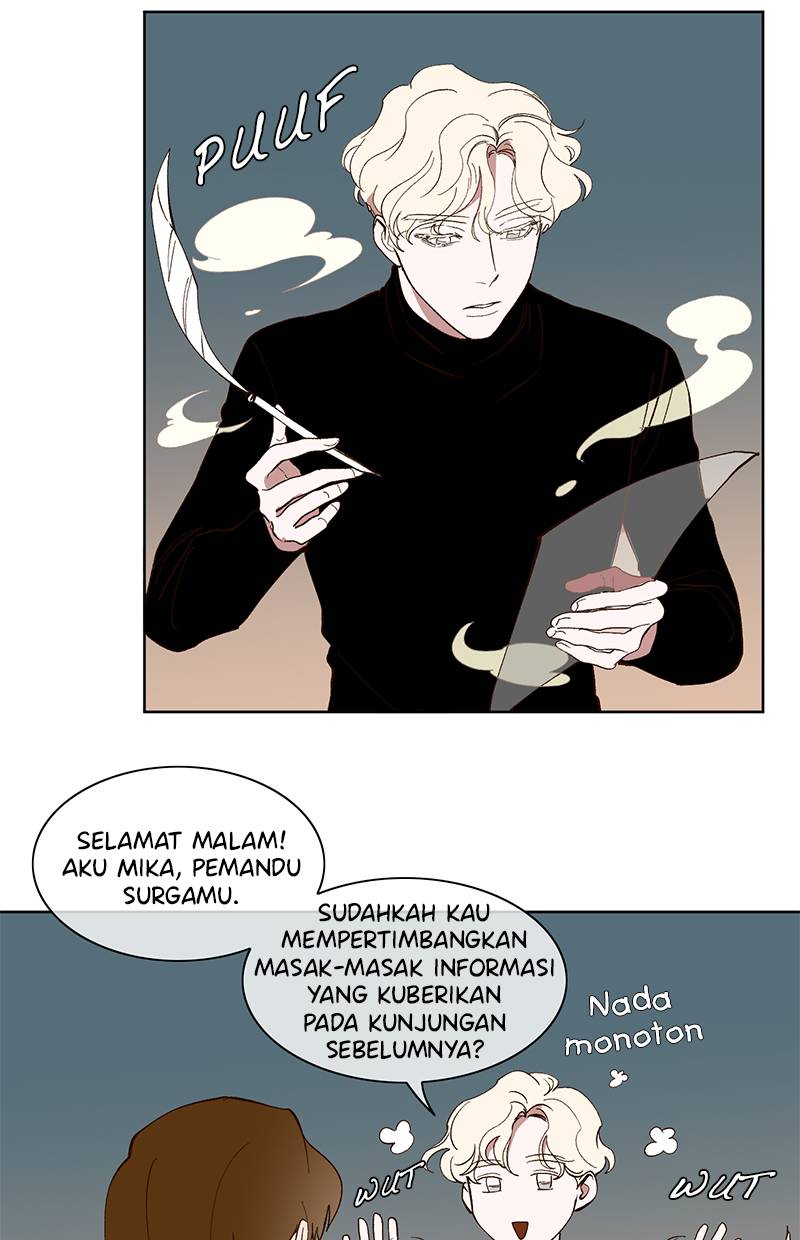 PUUF
SELAMAT MALAM!
AKU MIKA, PEMANDU
SURGAMU.
SUDAHKAH KAU
MEMPERTIMBANGKAN
MASAK-MASAK INFORMASI
YANG KUBERIKAN
PADA KUNJUNGAN
SEBELUMNYA?
Nada
monoton
WUT
WUT